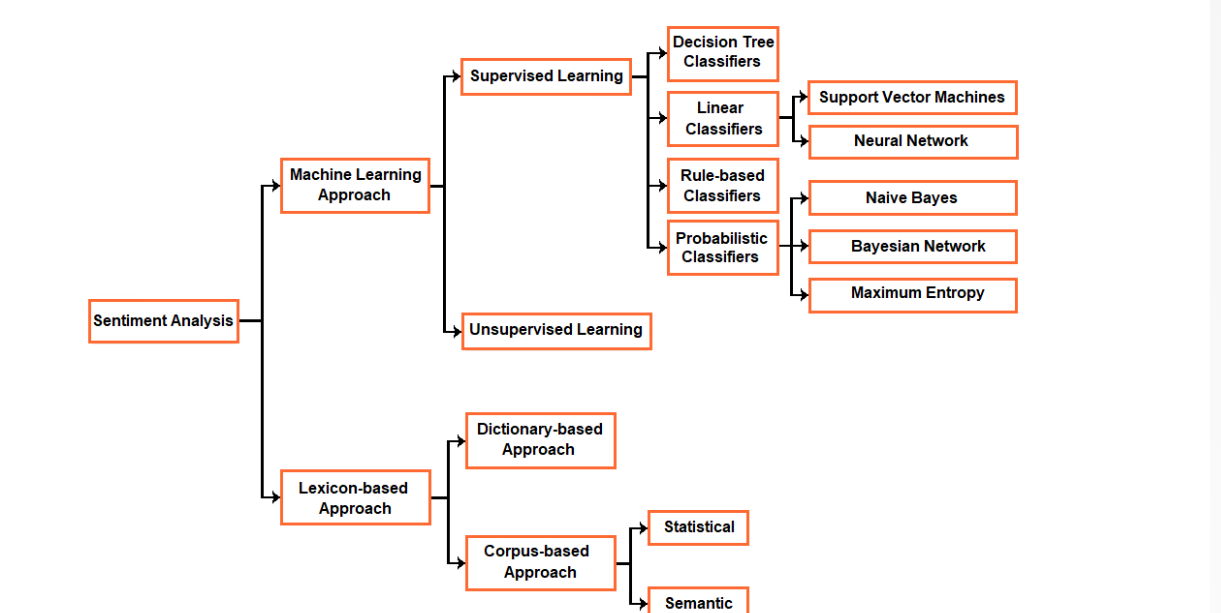 Decision Tree
Classifiers
Supervised Learning
Support Vector Machines
Linear
Classifiers
Neural Network
Machine Learning
Approach
Rule-based
Classifiers
Naive Bayes
Probabilistic
Classifiers
Bayesian Network
Maximum Entropy
Sentiment Analysis
Unsupervised Learning
Dictionary-based
Approach
Lexicon-based
Approach
Statistical
Corpus-based
Approach
Semantic